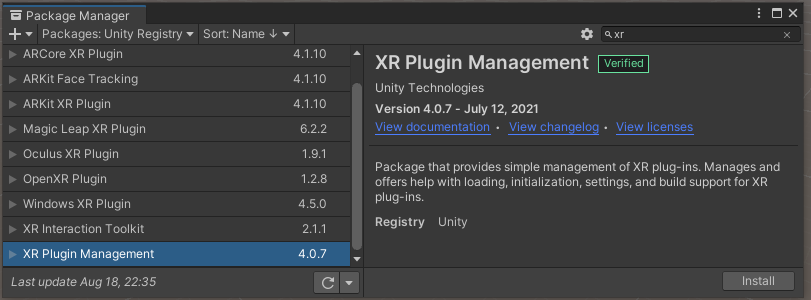 Package Manager
Packages: Unity Registry Sort: Name ↓ xr
ARCore XR Plugin 4.1.10
ARKit Face Tracking 4.1.10
ARKit XR Plugin 4.1.10
Magic Leap XR Plugin 6.2.2
Oculus XR Plugin 1.9.1
OpenXR Plugin 1.2.8
Windows XR Plugin 4.5.0
XR Interaction Toolkit 2.1.1
XR Plugin Management 4.0.7
Last update Aug 18, 22:35
XR Plugin Management Verified
Unity Technologies
Version 4.0.7 - July 12, 2021
View documentation • View changelog • View licenses
Package that provides simple management of XR plug-ins. Manages and
offers help with loading, initialization, settings, and build support for XR
plug-ins.
Registry Unity
Install